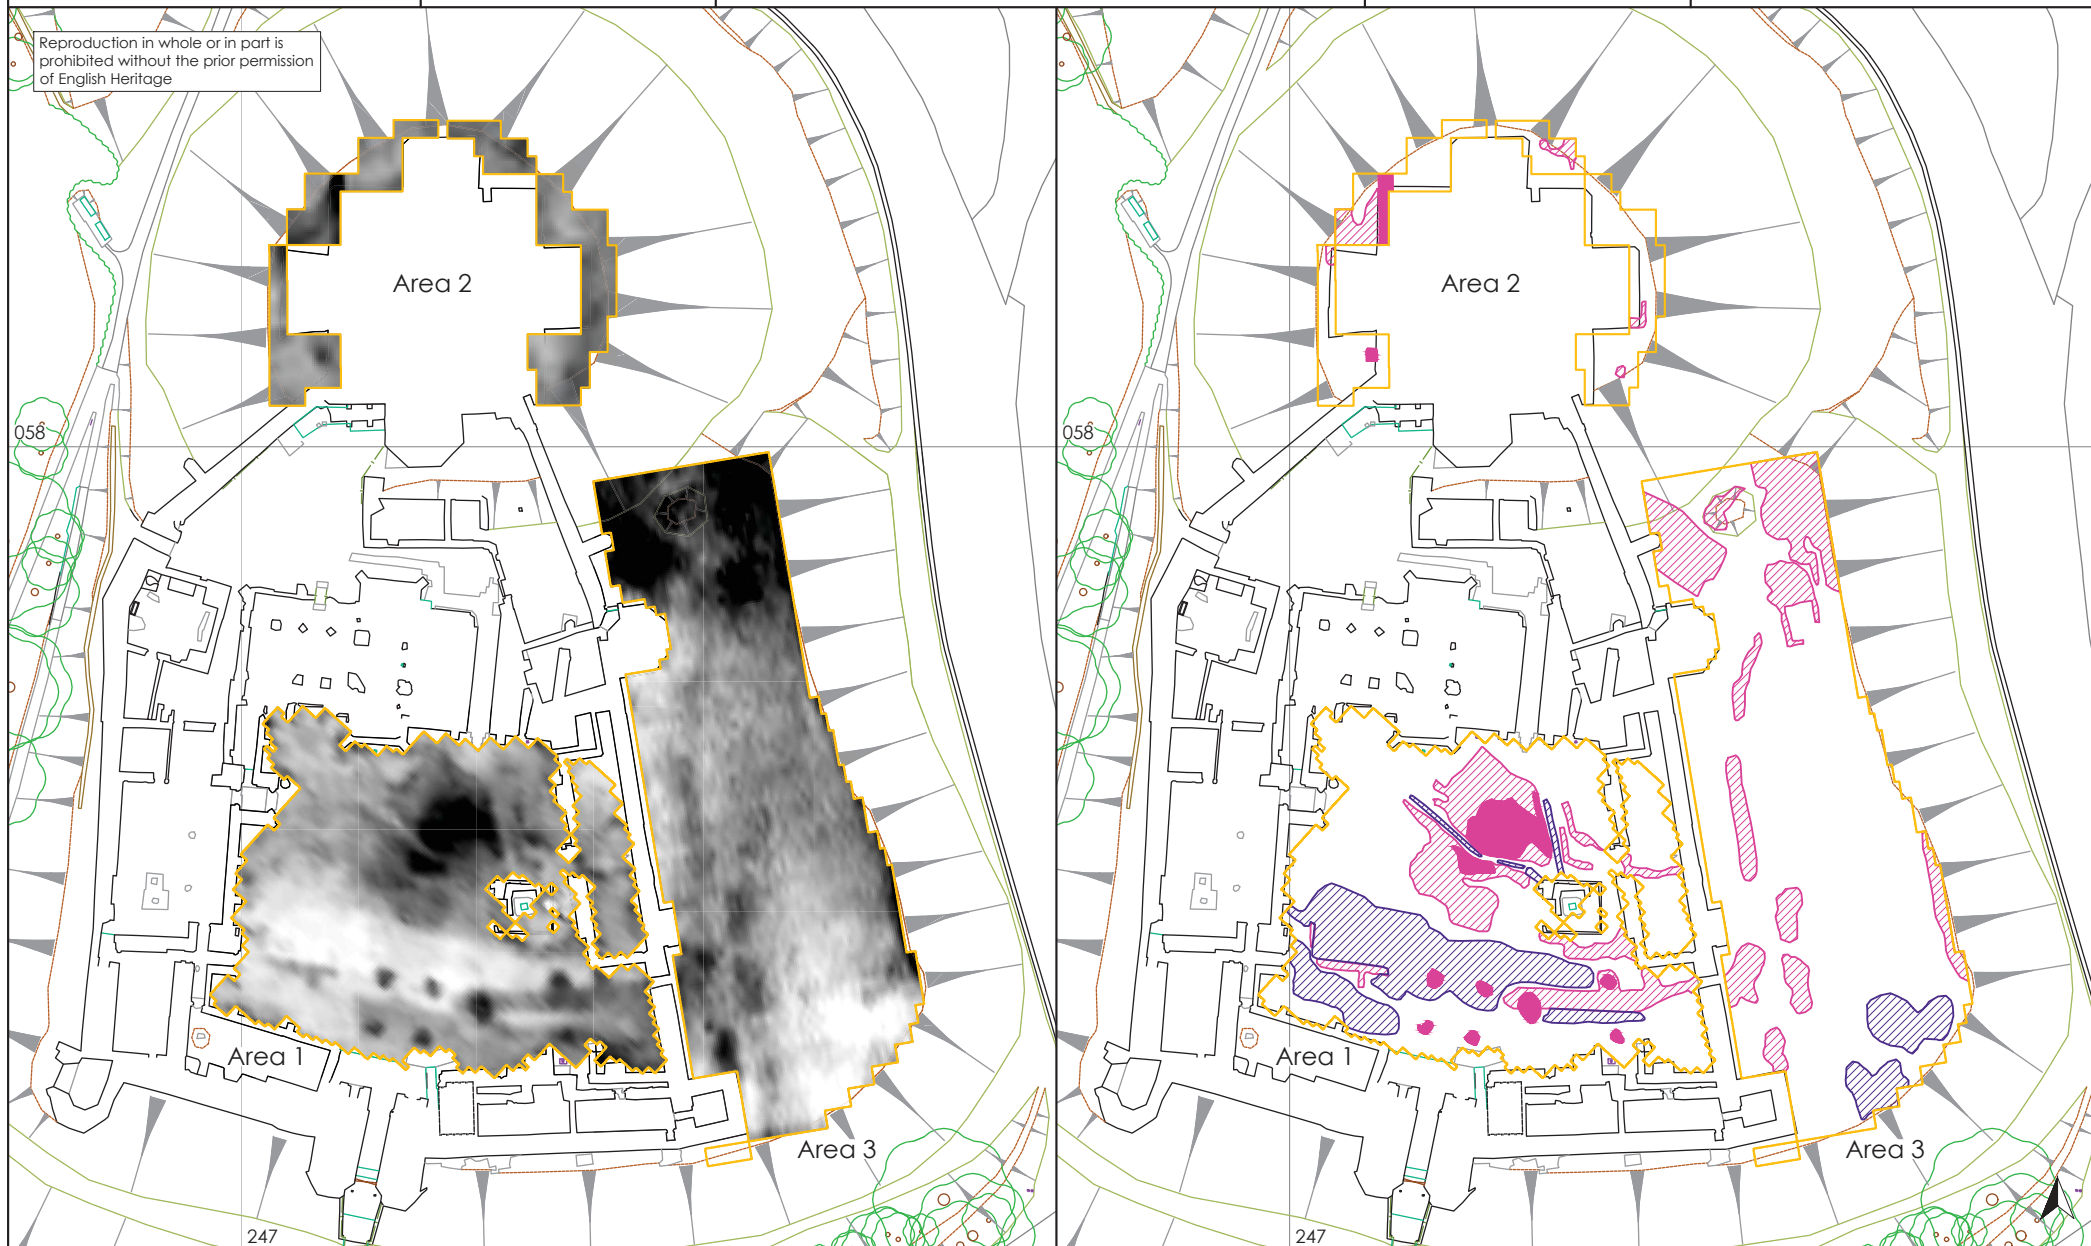 Reproduction in whole or in part is
prohibited without the prior permission
of English Heritage
Area 2
Area 2
058
058
Area 1
Area 1
Area 3
Area 3
247
247